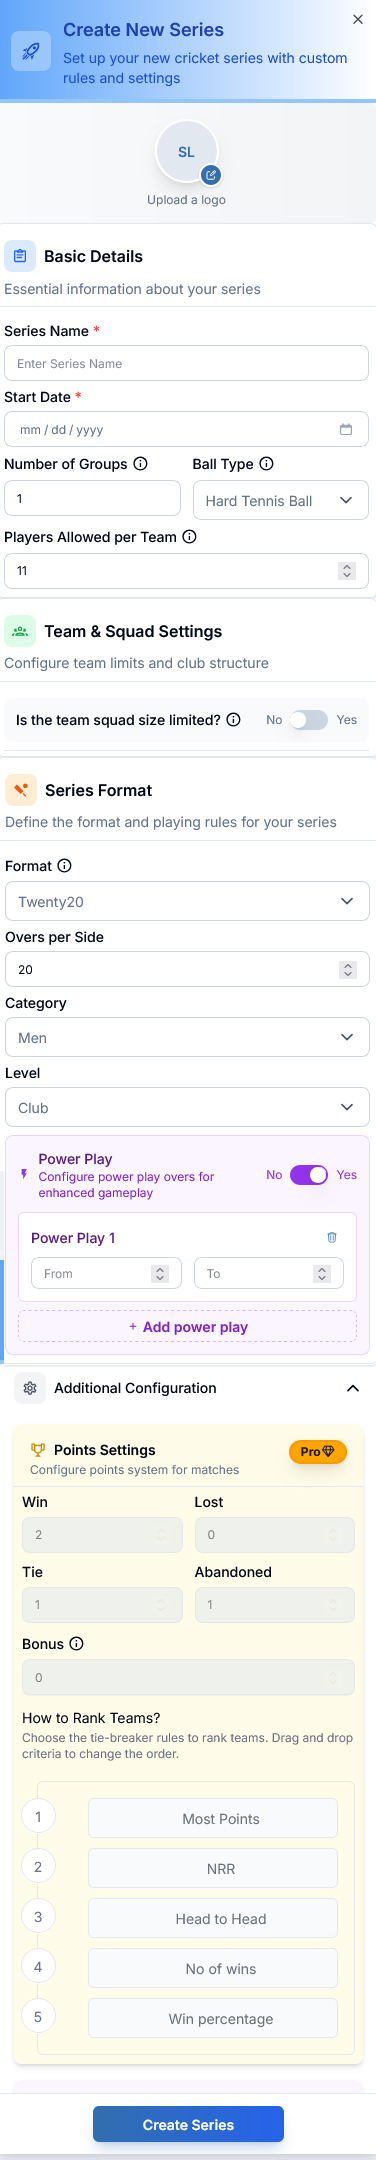 Create New Series
Set up your new cricket series with custom
rules and settings
SL
Upload a logo
Basic Details
Essential information about your series
Series Name *
Enter Series Name
Start Date *
mm / dd / yyyy
Number of Groups
Ball Type
1
Hard Tennis Ball
Players Allowed per Team
11
Team & Squad Settings
Configure team limits and club structure
Is the team squad size limited?
No
Yes
Series Format
Define the format and playing rules for your series
Format
Twenty20
Overs per Side
20
Category
Men
Level
Club
Power Play
Configure power play overs for
enhanced gameplay
No
Yes
Power Play 1
From
To
+ Add power play
Additional Configuration
Points Settings
Configure points system for matches
Pro
Win
Lost
2
0
Tie
Abandoned
1
1
Bonus
0
How to Rank Teams?
Choose the tie-breaker rules to rank teams. Drag and drop
criteria to change the order.
1
Most Points
2
NRR
3
Head to Head
4
No of wins
5
Win percentage
Create Series